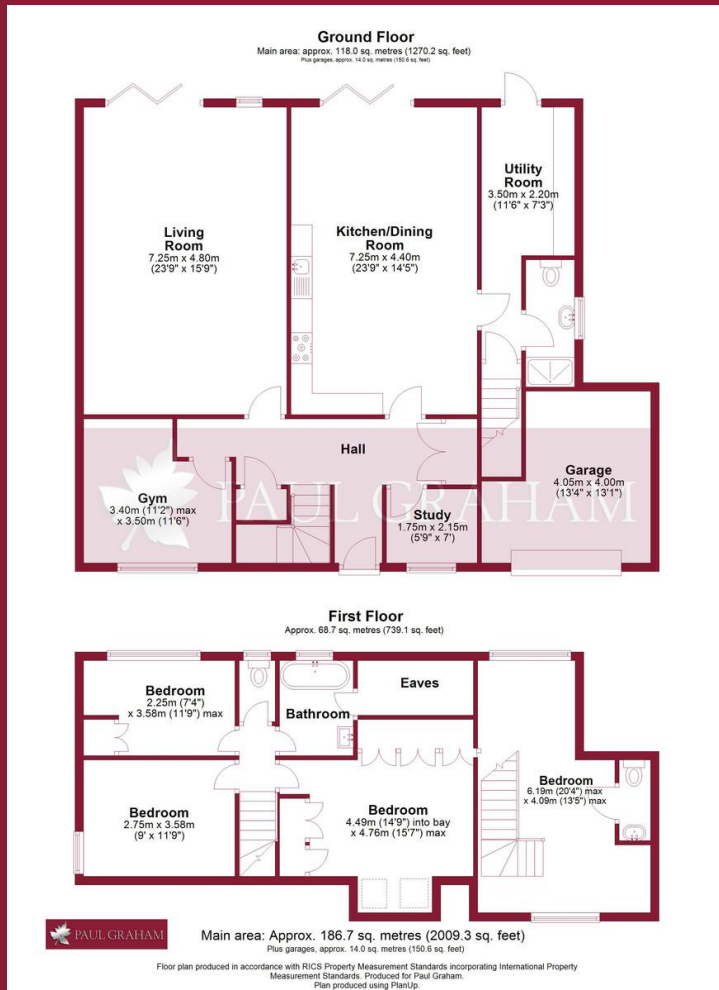 Ground Floor
Main area: approx. 118.0 sq. metres (1270.2 sq. feet)
Plus garages, approx. 14.0 sq. metres (150.6 sq. feet)
Utility
Room
3.50m x 2.20m
(11'6" x 7'3")
Living
Room
7.25m x 4.80m
(23'9" x 15'9")
Kitchen/Dining
Room
7.25m x 4.40m
(23'9" x 14'5")
Hall
Gym
3.40m (11'2") max
x 3.50m (11'6")
Study
1.75m x 2.15m
(5'9" x 7')
Garage
4.05m x 4.00m
(13'4" x 13'1")
PAUL GRAHAM
First Floor
Approx. 68.7 sq. metres (739.1 sq. feet)
Bedroom
2.25m (7'4")
x 3.58m (11'9") max
Bathroom
Eaves
Bedroom
2.75m x 3.58m
(9' x 11'9")
Bedroom
4.49m (14'9") into bay
x 4.76m (15'7") max
Bedroom
6.19m (20'4") max
x 4.09m (13'5") max
PAUL GRAHAM
Main area: Approx. 186.7 sq. metres (2009.3 sq. feet)
Plus garages, approx. 14.0 sq. metres (150.6 sq. feet)
Floor plan produced in accordance with RICS Property Measurement Standards incorporating International Property
Measurement Standards. Produced for Paul Graham.
Plan produced using PlanUp.